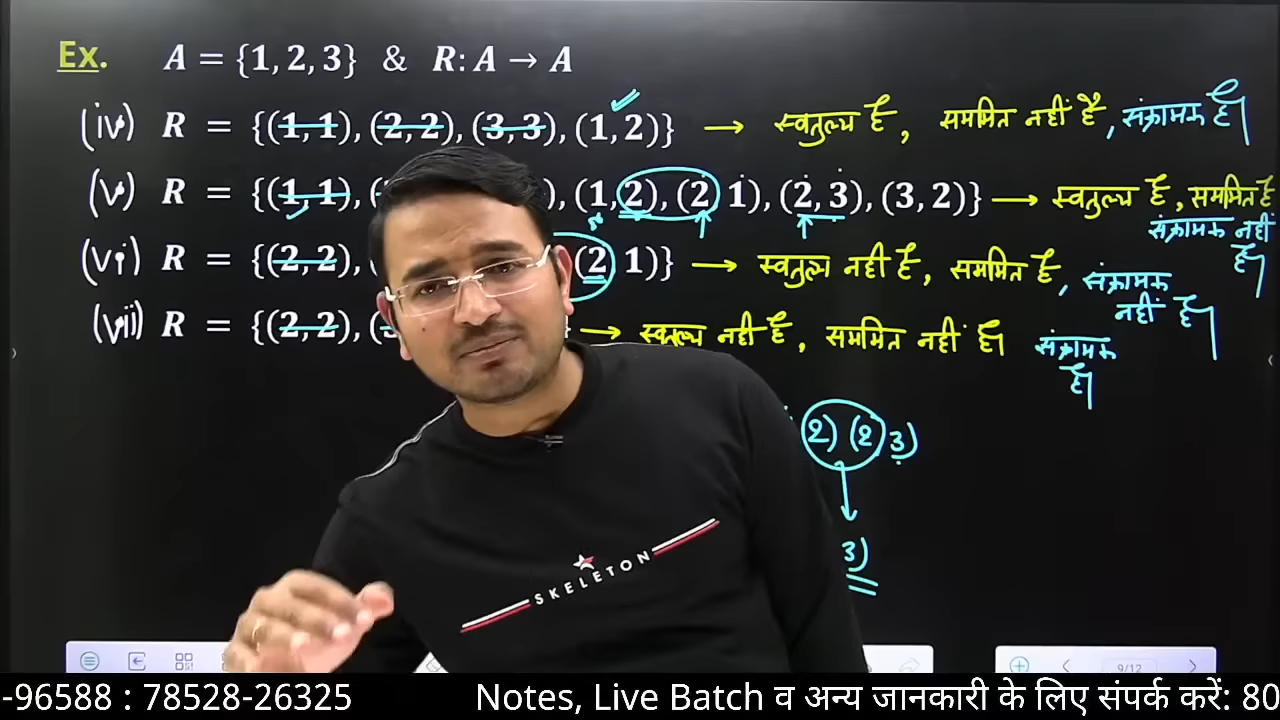 Ex. A = {1, 2, 3} & R: A → A
(iv) R = {(1, 1), (2, 2), (3, 3), (1, 2)} → स्वतुल्य है, सममित नहीं है, संक्रामक है।
(v) R = {(1, 1), ( ), (1, 2), (2 1), (2, 3), (3, 2)} → स्वतुल्य है, सममित है
संक्रामक नहीं
है।
(vi) R = {(2, 2), (2 1)} → स्वतुल्य नही है, सममित है, संक्रामक
नहीं है।
(vii) R = {(2, 2), ( } → स्वतुल्य नही है, सममित नहीं है। संक्रामक
है।
2) (2 3)
3)
SKELETON
9/12
-96588 : 78528-26325 Notes, Live Batch व अन्य जानकारी के लिए संपर्क करें: 80